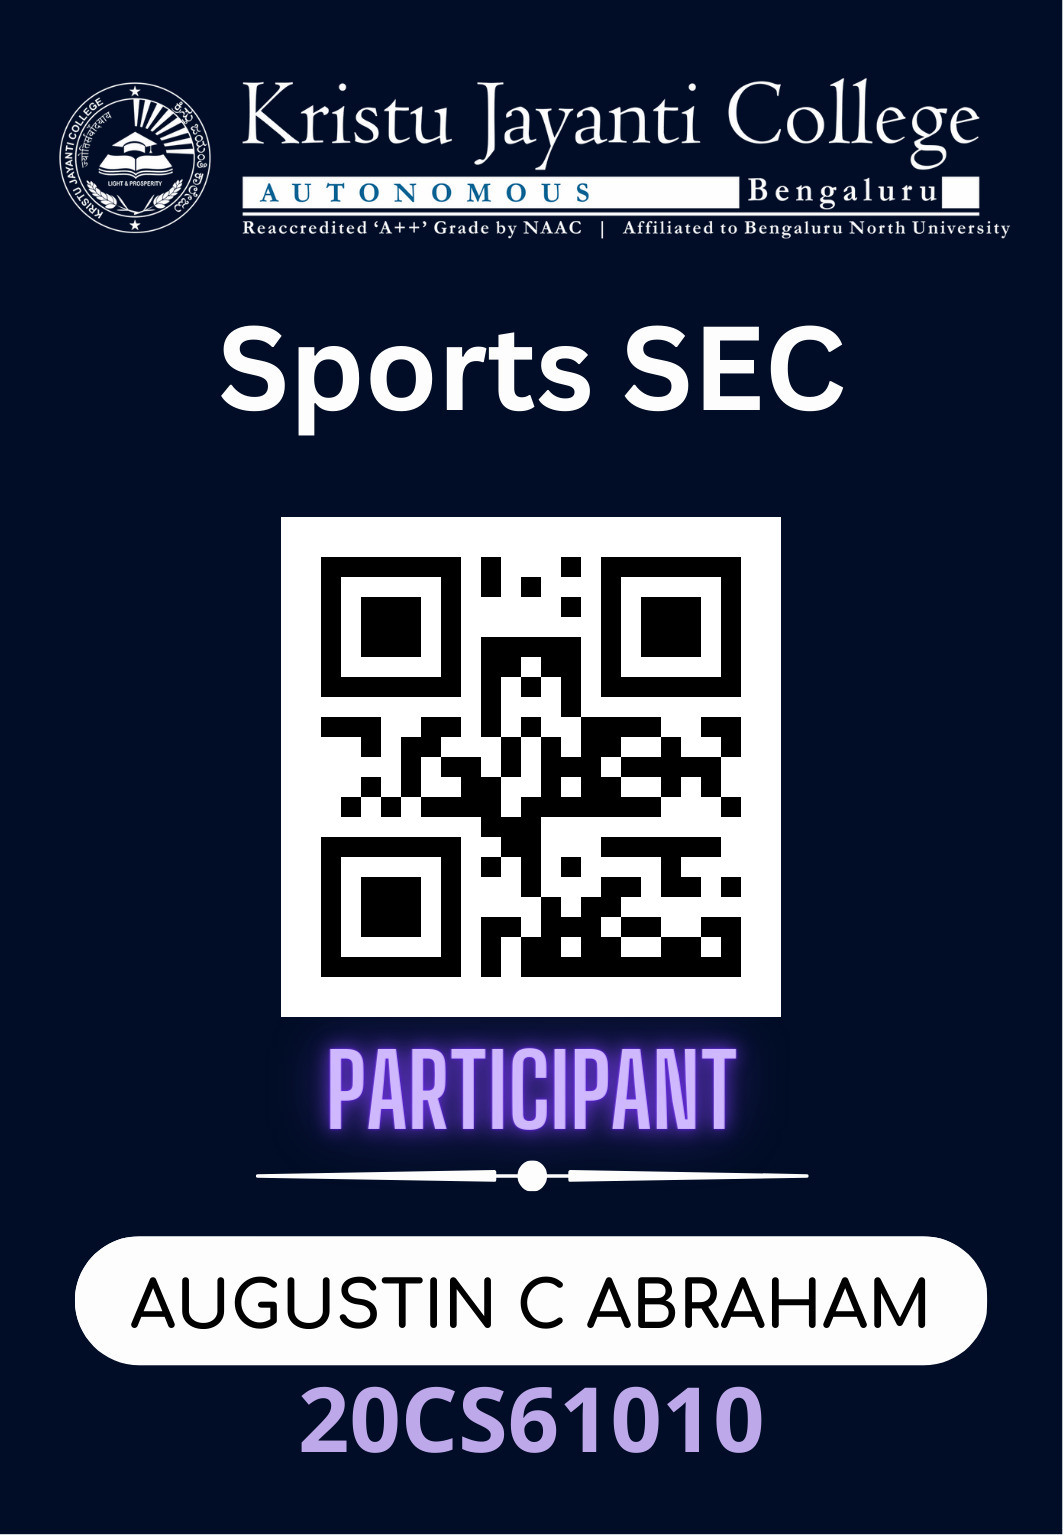 KRISTU JAYANTI COLLEGE
ಕ್ರಿಸ್ತು ಜಯಂತಿ ಕಾಲೇಜು
LIGHT & PROSPERITY
Kristu Jayanti College
AUTONOMOUS Bengaluru
Reaccredited ‘A++’ Grade by NAAC | Affiliated to Bengaluru North University
Sports SEC
PARTICIPANT
AUGUSTIN C ABRAHAM
20CS61010